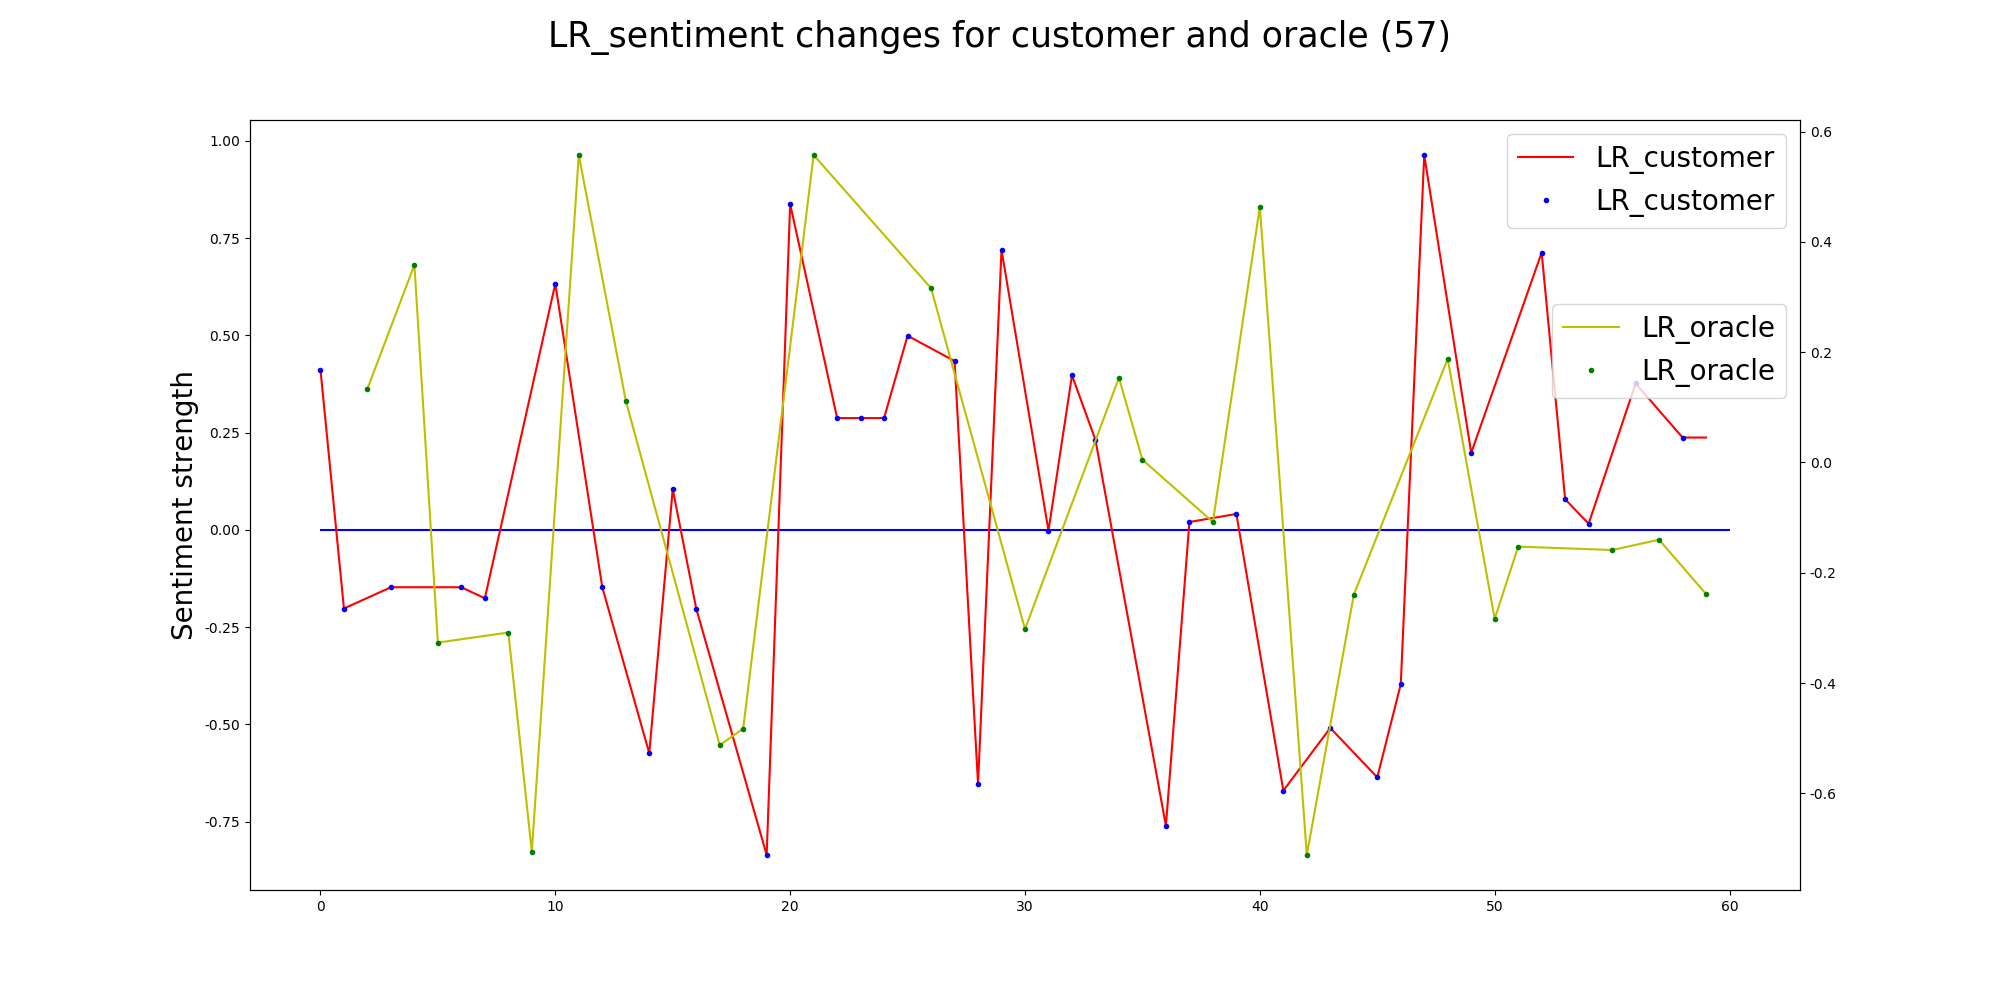 LR_sentiment changes for customer and oracle (57)
Sentiment strength
1.00
0.75
0.50
0.25
0.00
-0.25
-0.50
-0.75
0.6
0.4
0.2
0.0
-0.2
-0.4
-0.6
LR_customer
LR_customer
LR_oracle
LR_oracle
0 10 20 30 40 50 60